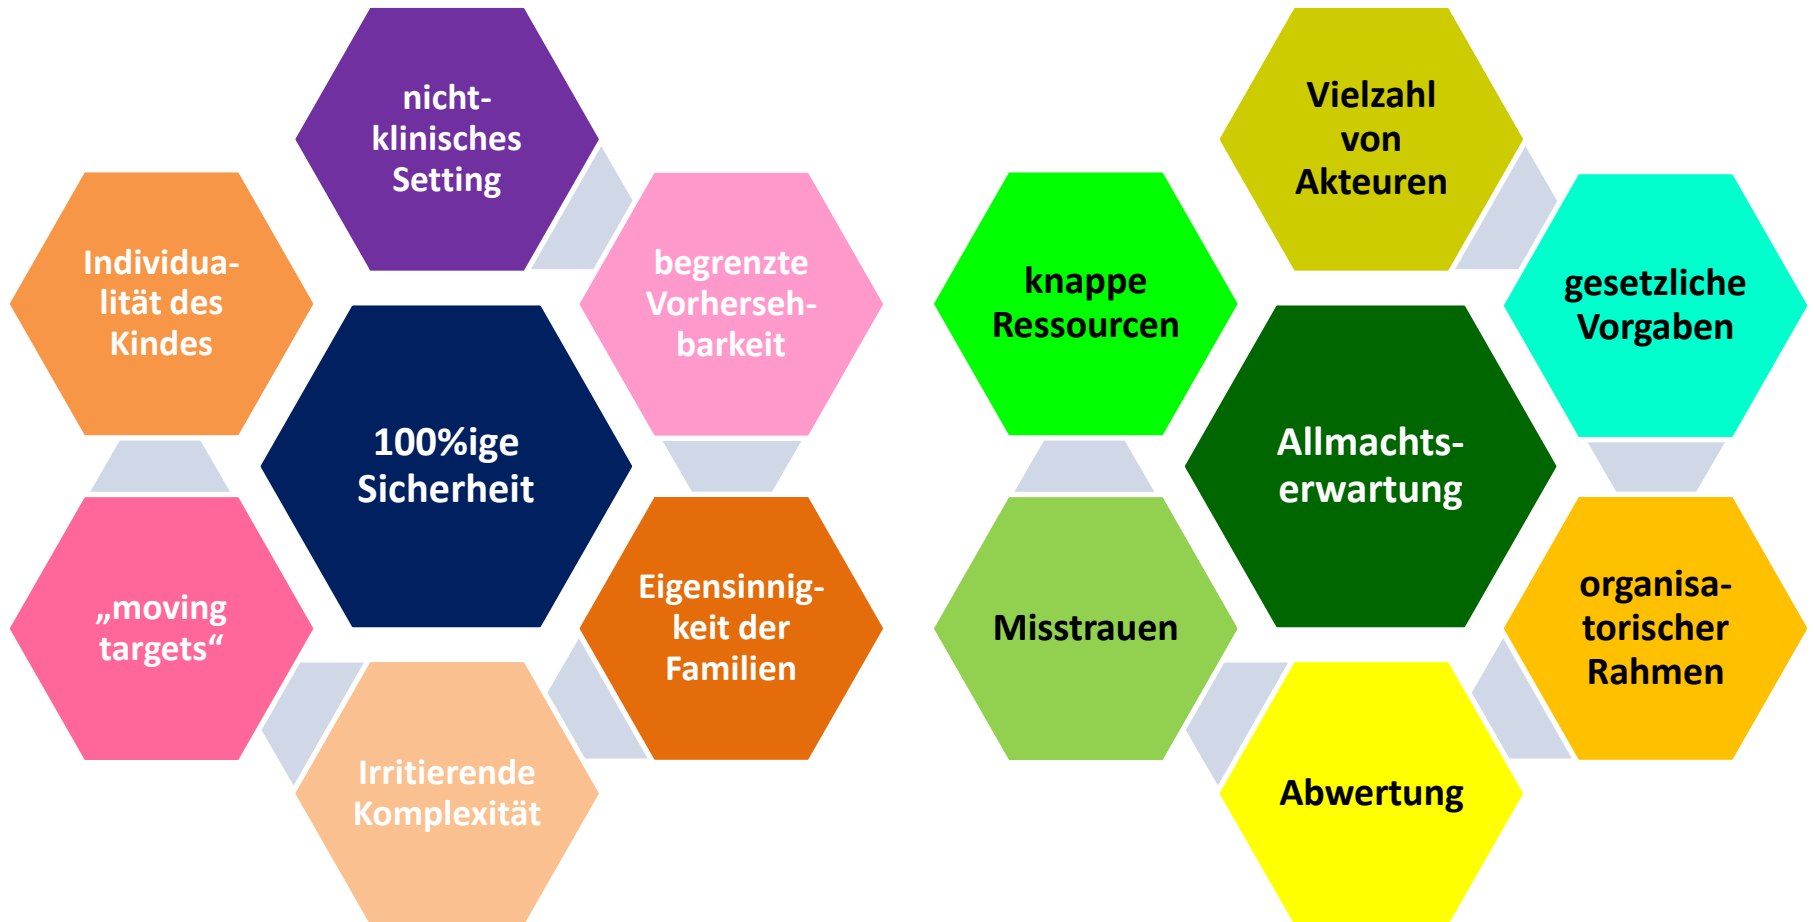 nicht-
klinisches
Setting
begrenzte
Vorherseh-
barkeit
Eigensinnig-
keit der
Familien
Irritierende
Komplexität
„moving
targets“
Individua-
lität des
Kindes
100%ige
Sicherheit
Vielzahl
von
Akteuren
gesetzliche
Vorgaben
organisa-
torischer
Rahmen
Abwertung
Misstrauen
knappe
Ressourcen
Allmachts-
erwartung